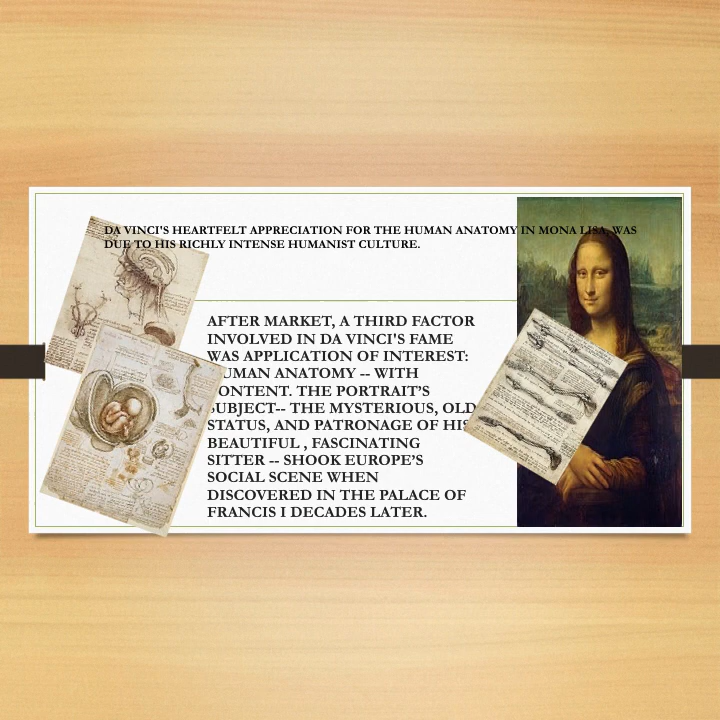 DA VINCI'S HEARTFELT APPRECIATION FOR THE HUMAN ANATOMY IN MONA LISA, WAS
DUE TO HIS RICHLY INTENSE HUMANIST CULTURE.
AFTER MARKET, A THIRD FACTOR
INVOLVED IN DA VINCI'S FAME
WAS APPLICATION OF INTEREST:
HUMAN ANATOMY -- WITH
CONTENT. THE PORTRAIT'S
SUBJECT-- THE MYSTERIOUS, OLD
STATUS, AND PATRONAGE OF HIS
BEAUTIFUL , FASCINATING
SITTER -- SHOOK EUROPE'S
SOCIAL SCENE WHEN
DISCOVERED IN THE PALACE OF
FRANCIS I DECADES LATER.